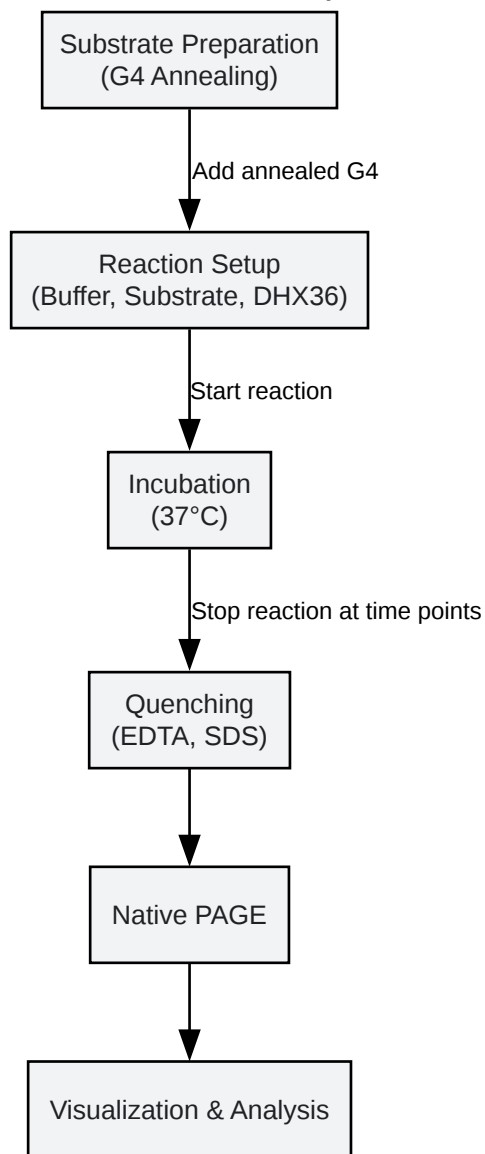 Substrate Preparation
(G4 Annealing)
Add annealed G4
Reaction Setup
(Buffer, Substrate, DHX36)
Start reaction
Incubation
(37°C)
Stop reaction at time points
Quenching
(EDTA, SDS)
Native PAGE
Visualization & Analysis